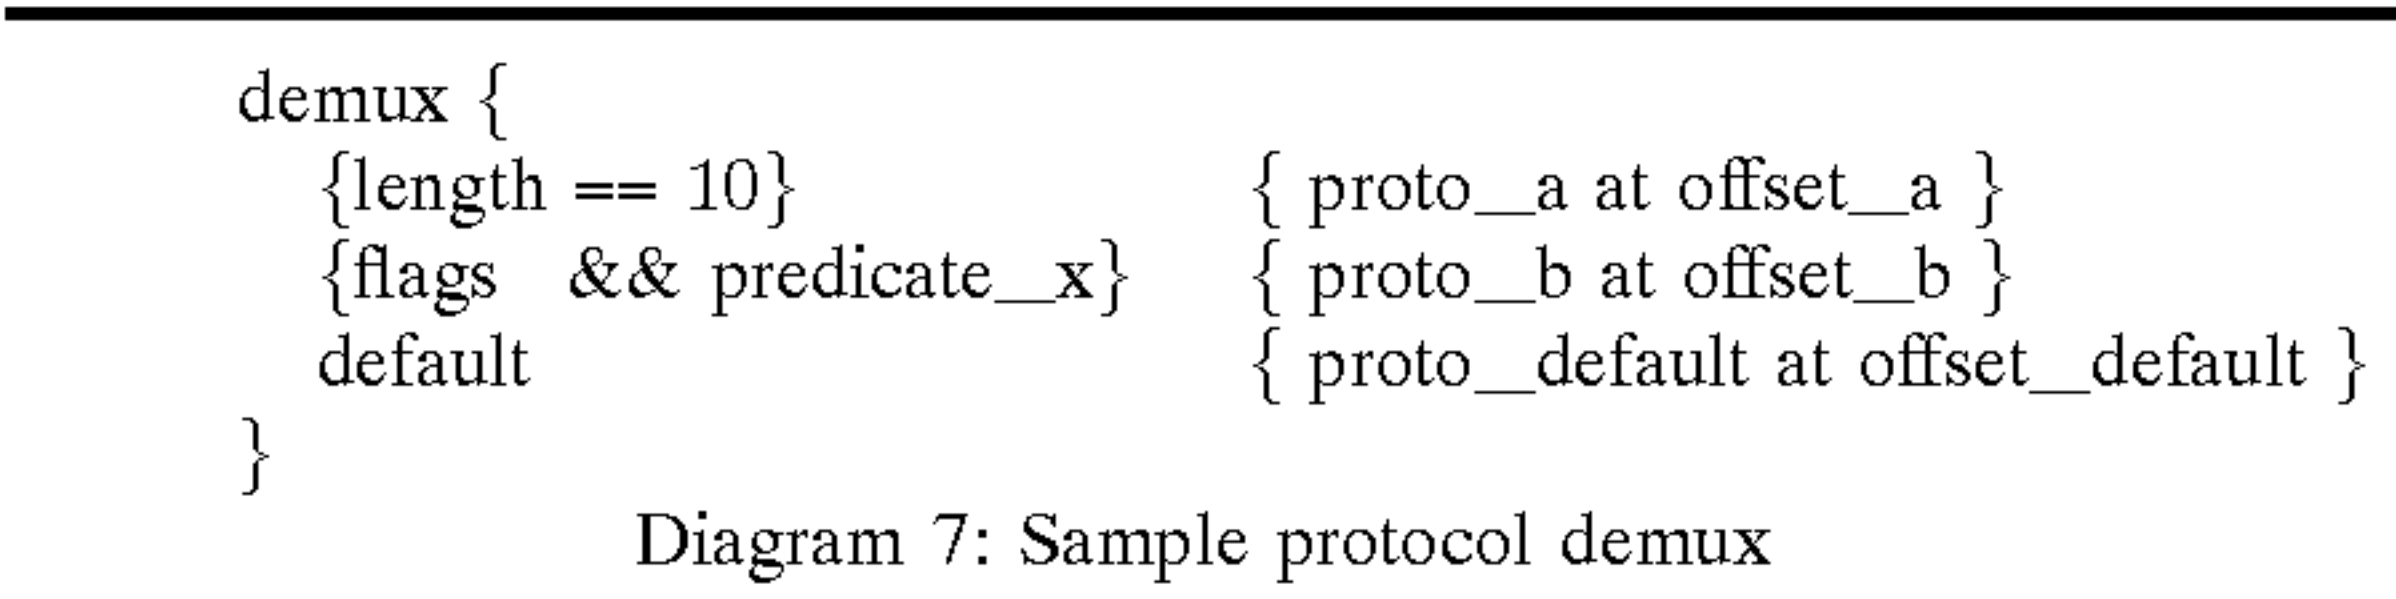 demux {
{length == 10} { proto_a at offset_a }
{flags && predicate_x} { proto_b at offset_b }
default { proto_default at offset_default }
}
Diagram 7: Sample protocol demux